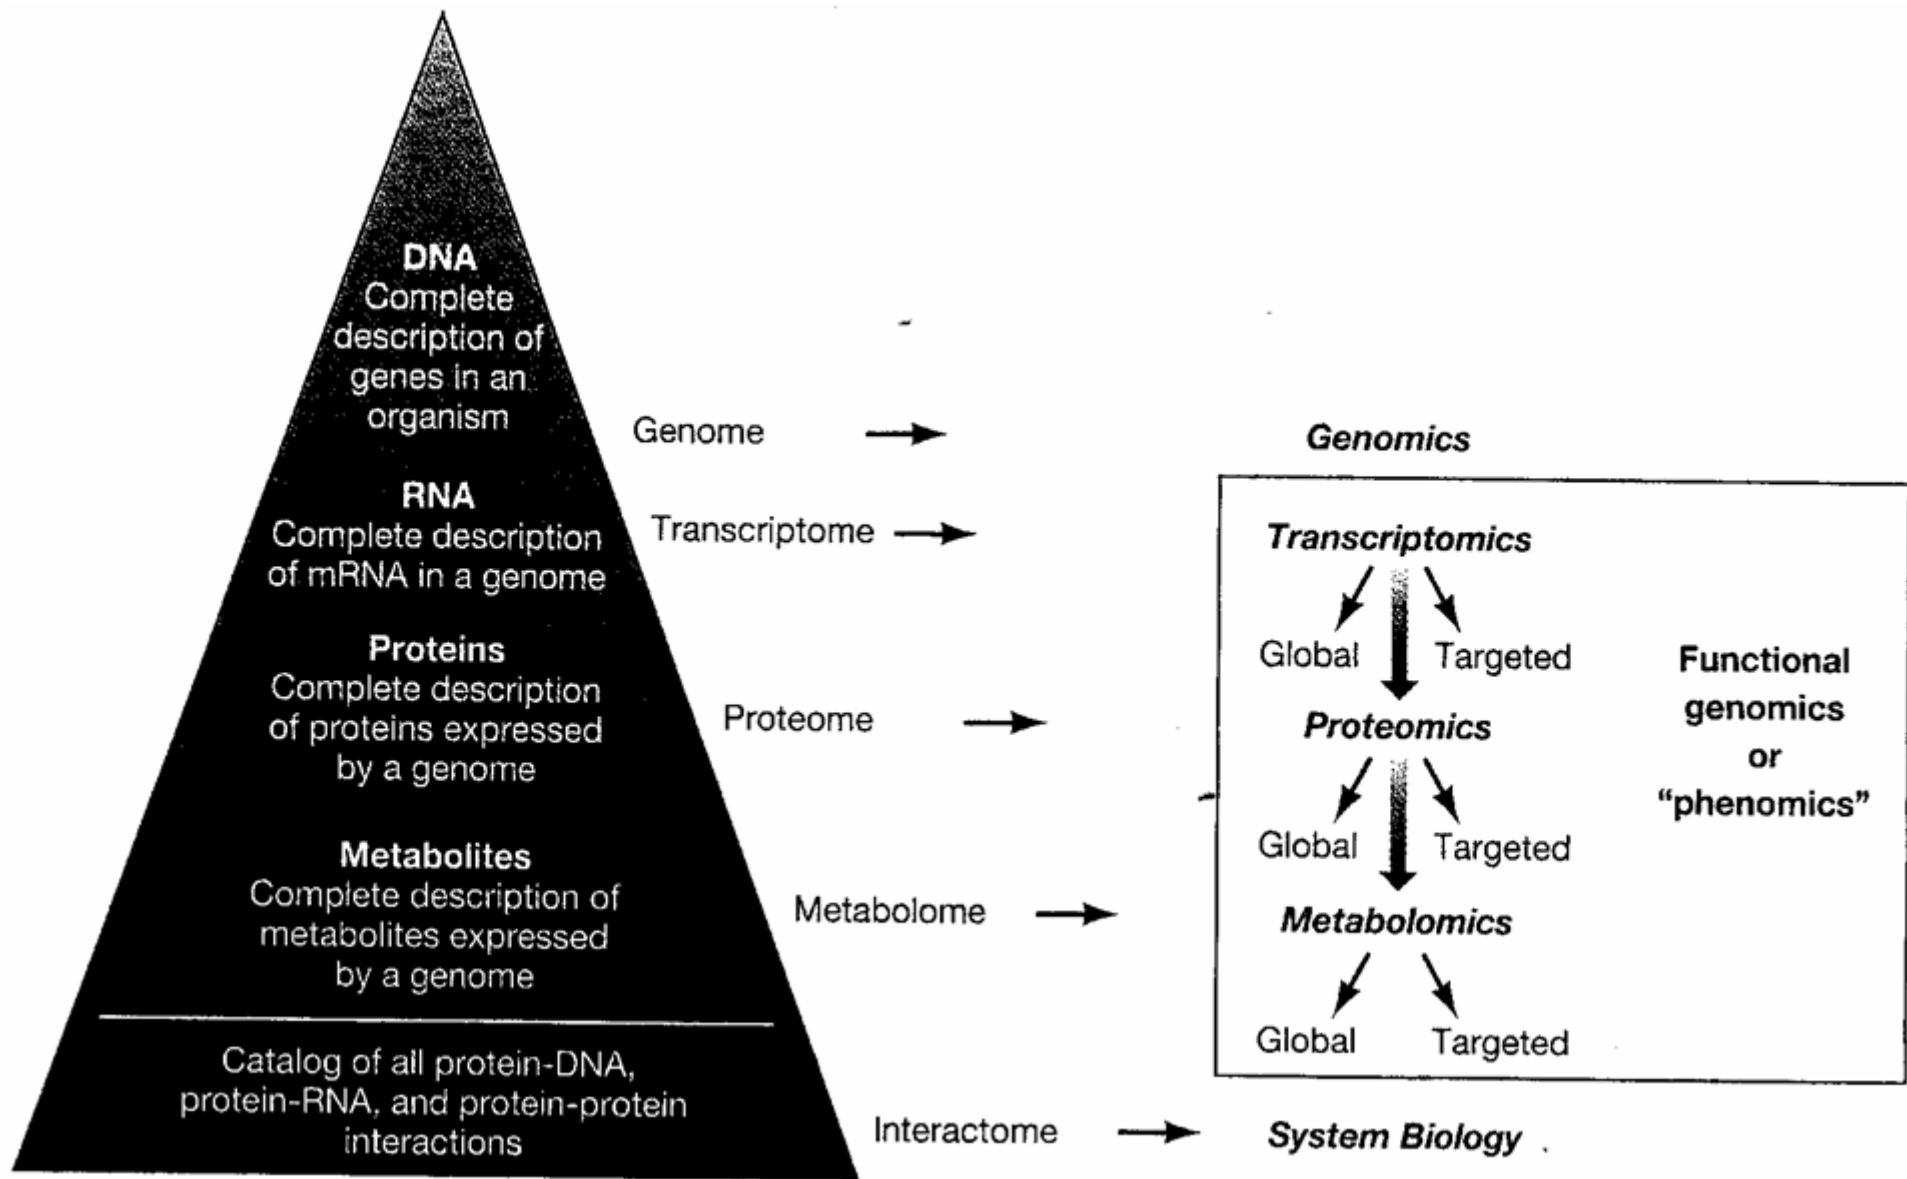 DNA
Complete
description of
genes in an
organism
Genome
Genomics
RNA
Complete description
of mRNA in a genome
Transcriptome
Transcriptomics
Global
Targeted
Proteins
Complete description
of proteins expressed
by a genome
Proteome
Proteomics
Global
Targeted
Functional
genomics
or
“phenomics”
Metabolites
Complete description of
metabolites expressed
by a genome
Metabolome
Metabolomics
Global
Targeted
Catalog of all protein-DNA,
protein-RNA, and protein-protein
interactions
Interactome
System Biology